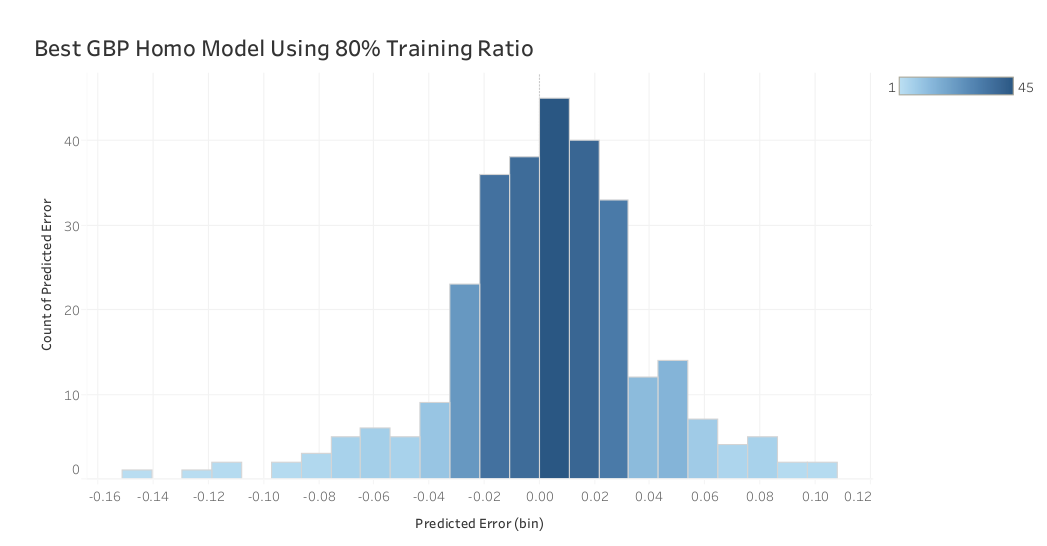 Best GBP Homo Model Using 80% Training Ratio
1 45
Count of Predicted Error
40
30
20
10
0
-0.16 -0.14 -0.12 -0.10 -0.08 -0.06 -0.04 -0.02 0.00 0.02 0.04 0.06 0.08 0.10 0.12
Predicted Error (bin)